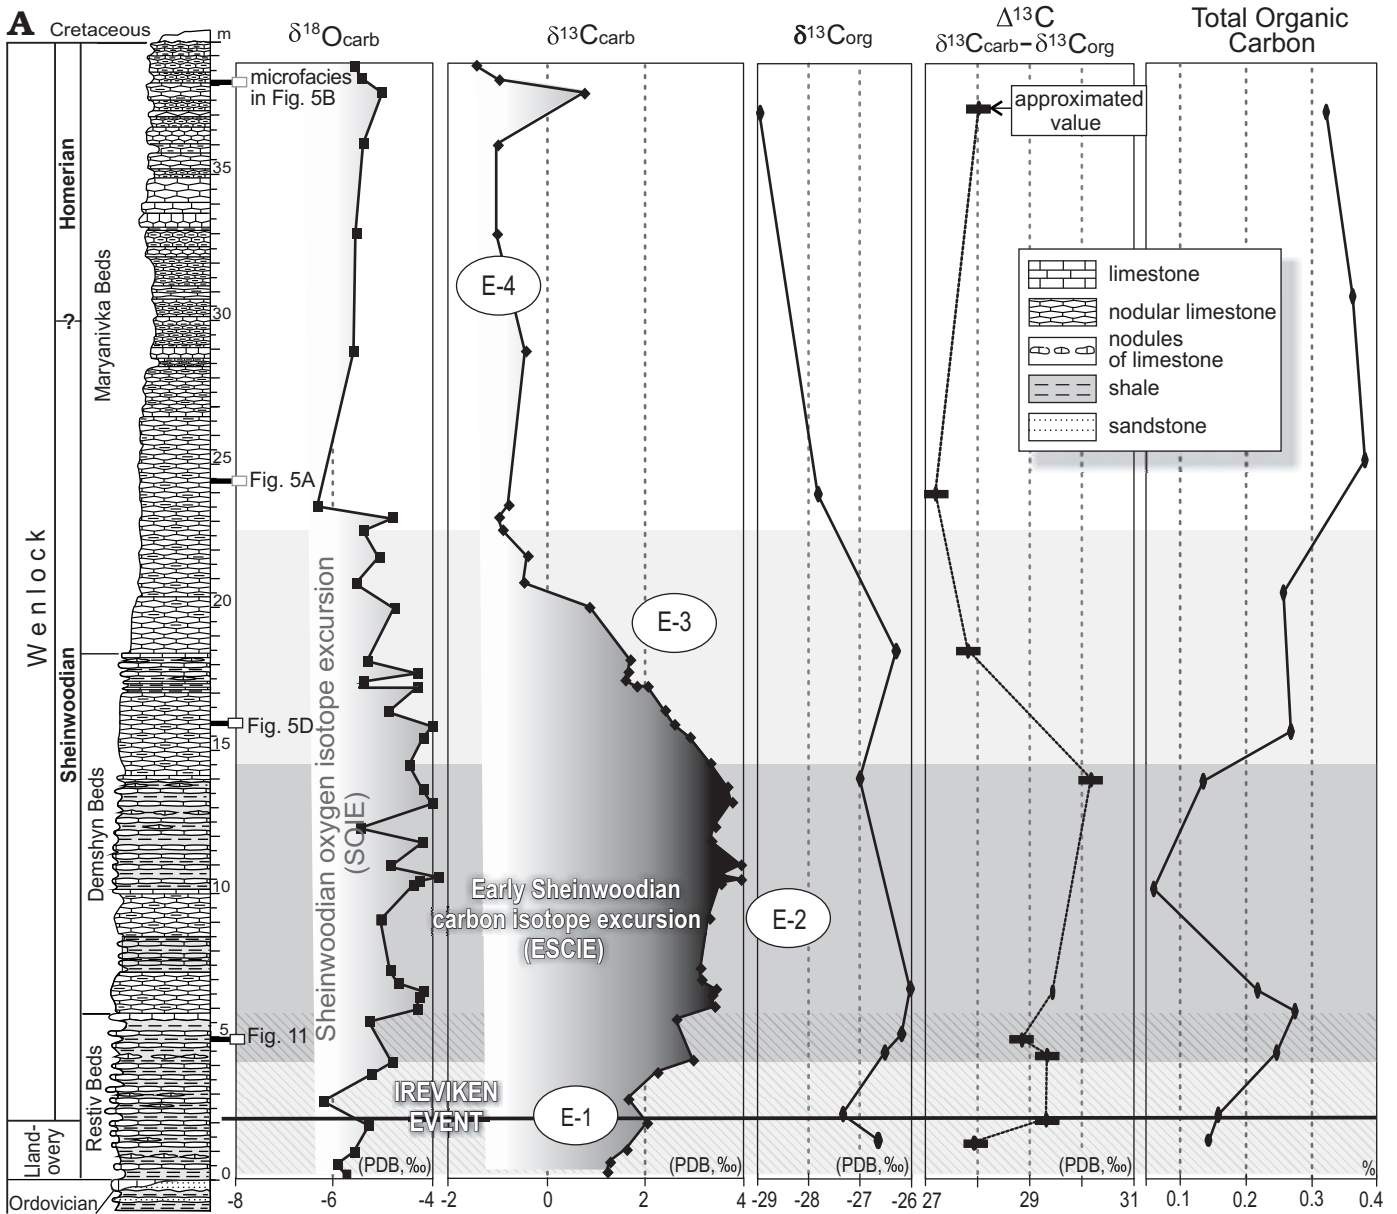 A
Cretaceous
m
δ18Ocarb
δ13Ccarb
δ13Corg
Δ13C
δ13Ccarb–δ13Corg
Total Organic
Carbon
microfacies
in Fig. 5B
approximated
value
35
Homerian
Maryanivka Beds
E-4
limestone
nodular limestone
nodules
of limestone
shale
sandstone
30
?
25
Fig. 5A
Wenlock
Sheinwoodian
20
E-3
Sheinwoodian oxygen isotope excursion
(SOIE)
Fig. 5D
15
Demshyn Beds
10
Early Sheinwoodian
carbon isotope excursion
(ESCIE)
E-2
5
Fig. 11
Restiv Beds
IREVIKEN
EVENT
E-1
Lland-
overy
0
(PDB, ‰)
(PDB, ‰)
(PDB, ‰)
(PDB, ‰)
%
Ordovician
-8
-6
-4
-2
0
2
4
-29
-28
-27
-26
27
29
31
0.1
0.2
0.3
0.4